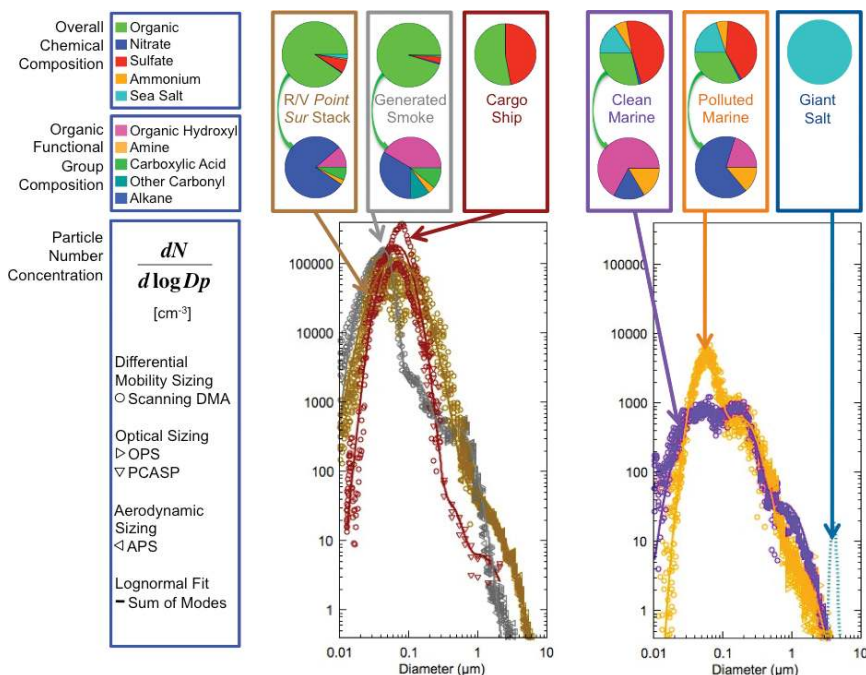 Overall
Chemical
Composition
Organic
Nitrate
Sulfate
Ammonium
Sea Salt
Organic
Functional
Group
Composition
Organic Hydroxyl
Amine
Carboxylic Acid
Other Carbonyl
Alkane
R/V Point
Sur Stack
Generated
Smoke
Cargo
Ship
Clean
Marine
Polluted
Marine
Giant
Salt
Particle
Number
Concentration
dN
d log Dp
[cm-3]
Differential
Mobility Sizing
Scanning DMA
Optical Sizing
OPS
PCASP
Aerodynamic
Sizing
APS
Lognormal Fit
Sum of Modes
100000
10000
1000
100
10
1
0.01 0.1 1 10
Diameter (µm)
100000
10000
1000
100
10
1
0.01 0.1 1 10
Diameter (µm)